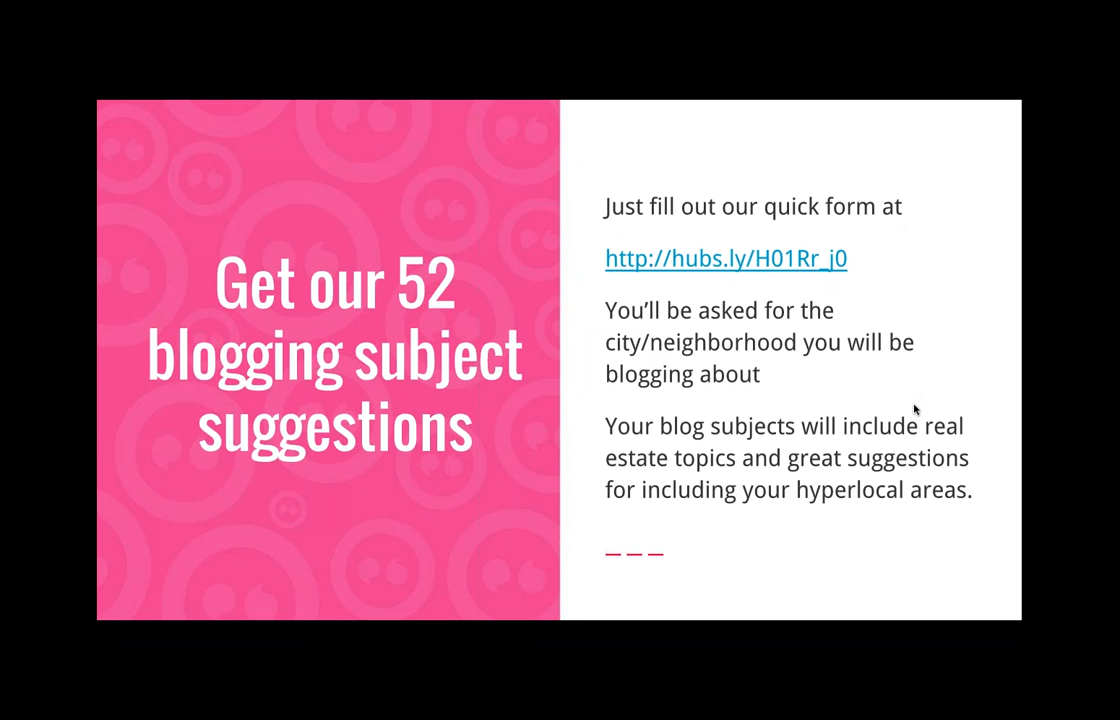 Get our 52
blogging subject
suggestions
Just fill out our quick form at
http://hubs.ly/H01Rr_j0
You’ll be asked for the
city/neighborhood you will be
blogging about
Your blog subjects will include real
estate topics and great suggestions
for including your hyperlocal areas.